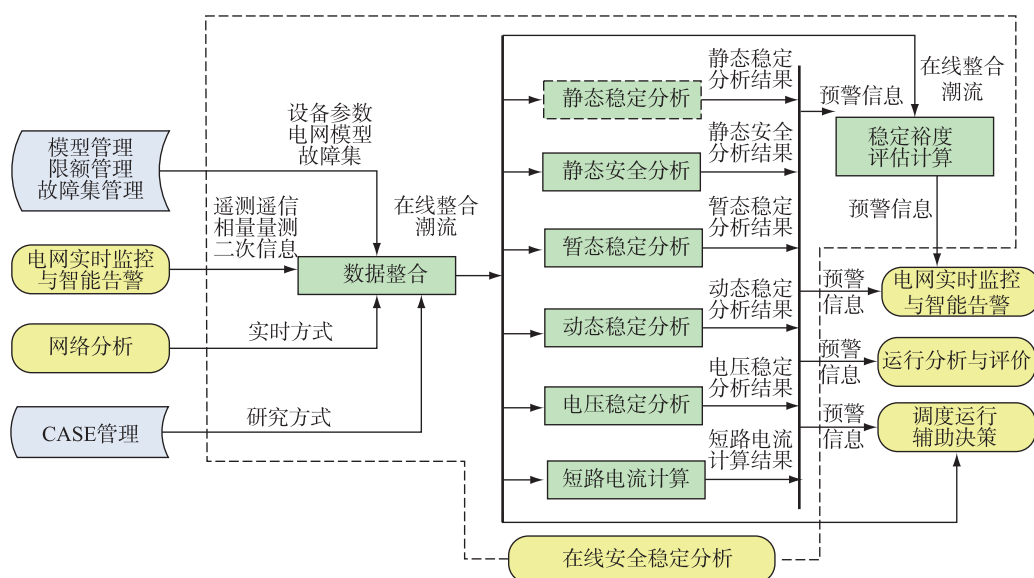 模型管理
限额管理
故障集管理
电网实时监控
与智能告警
网络分析
CASE管理
设备参数
电网模型
故障集
遥测遥信
相量量测
二次信息
实时方式
研究方式
数据整合
在线整合
潮流
静态稳定分析
静态安全分析
暂态稳定分析
动态稳定分析
电压稳定分析
短路电流计算
静态稳定
分析结果
静态安全
分析结果
暂态稳定
分析结果
动态稳定
分析结果
电压稳定
分析结果
短路电流
计算结果
预警信息
在线整合
潮流
稳定裕度
评估计算
预警信息
预警
信息
电网实时监控
与智能告警
预警
信息
运行分析与评价
预警
信息
调度运行
辅助决策
在线安全稳定分析